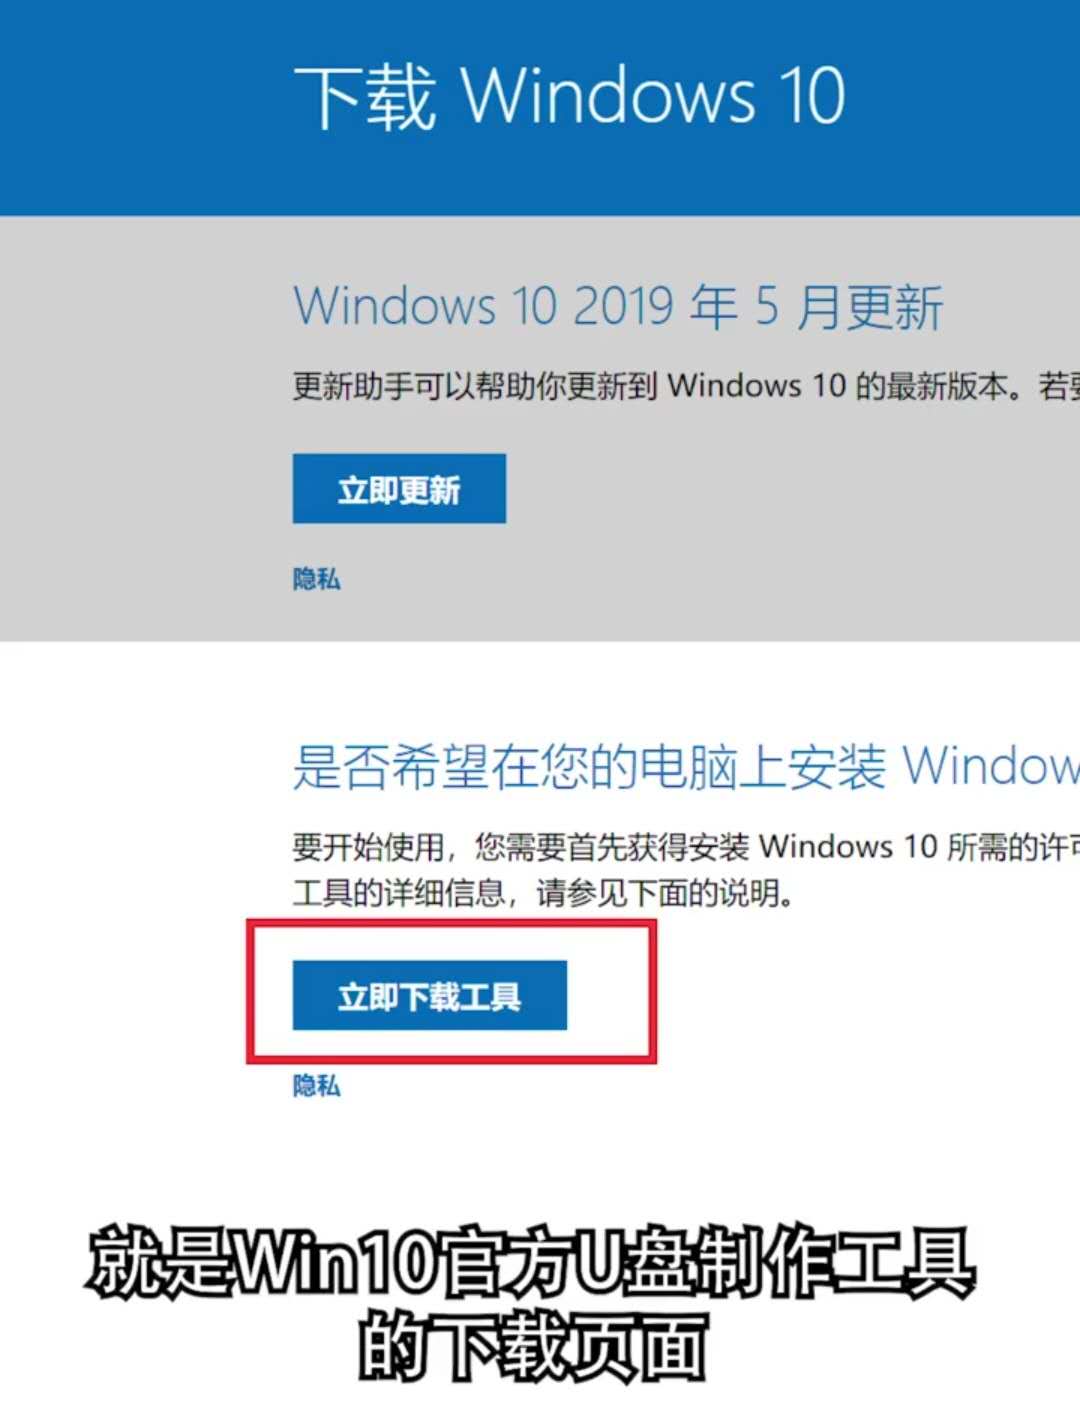 下载 Windows 10
Windows 10 2019 年 5 月更新
更新助手可以帮助你更新到 Windows 10 的最新版本。若
立即更新
隐私
是否希望在您的电脑上安装
要开始使用，您需要首先获得安装 Windows 10 所需的许
工具的详细信息，请参见下面的说明。
立即下载工具
隐私
就是Win10官方U盘制作工具
的下载页面